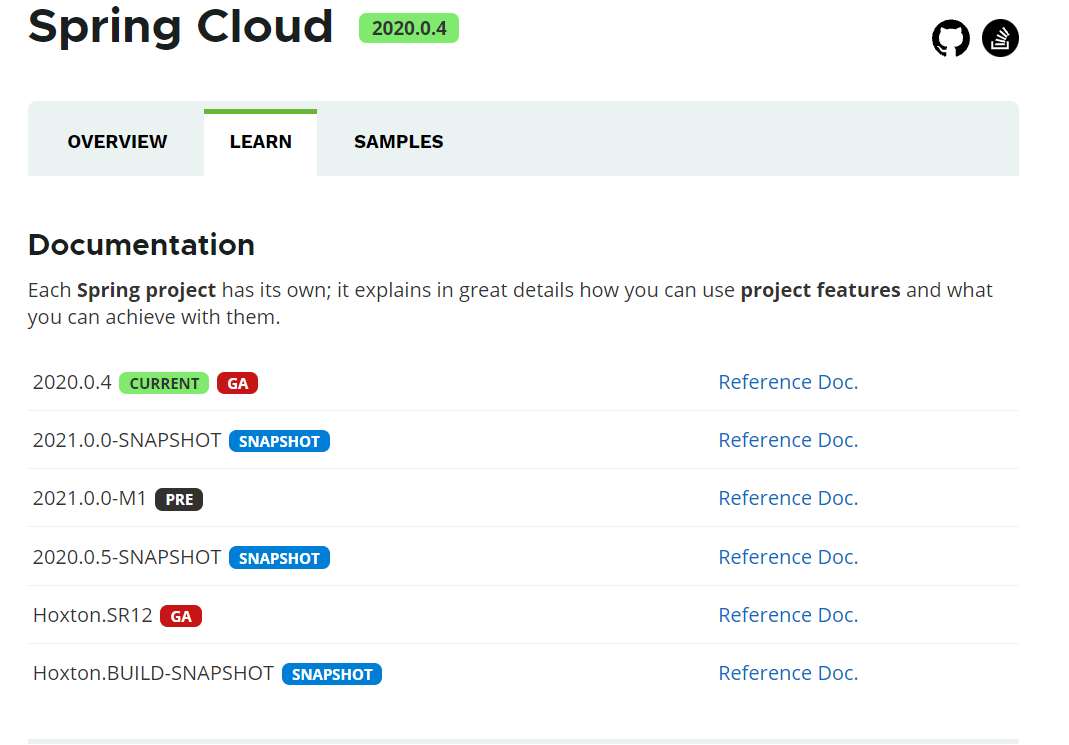 Spring Cloud 2020.0.4
OVERVIEW LEARN SAMPLES
Documentation
Each Spring project has its own; it explains in great details how you can use project features and what
you can achieve with them.
2020.0.4 CURRENT GA Reference Doc.
2021.0.0-SNAPSHOT SNAPSHOT Reference Doc.
2021.0.0-M1 PRE Reference Doc.
2020.0.5-SNAPSHOT SNAPSHOT Reference Doc.
Hoxton.SR12 GA Reference Doc.
Hoxton.BUILD-SNAPSHOT SNAPSHOT Reference Doc.